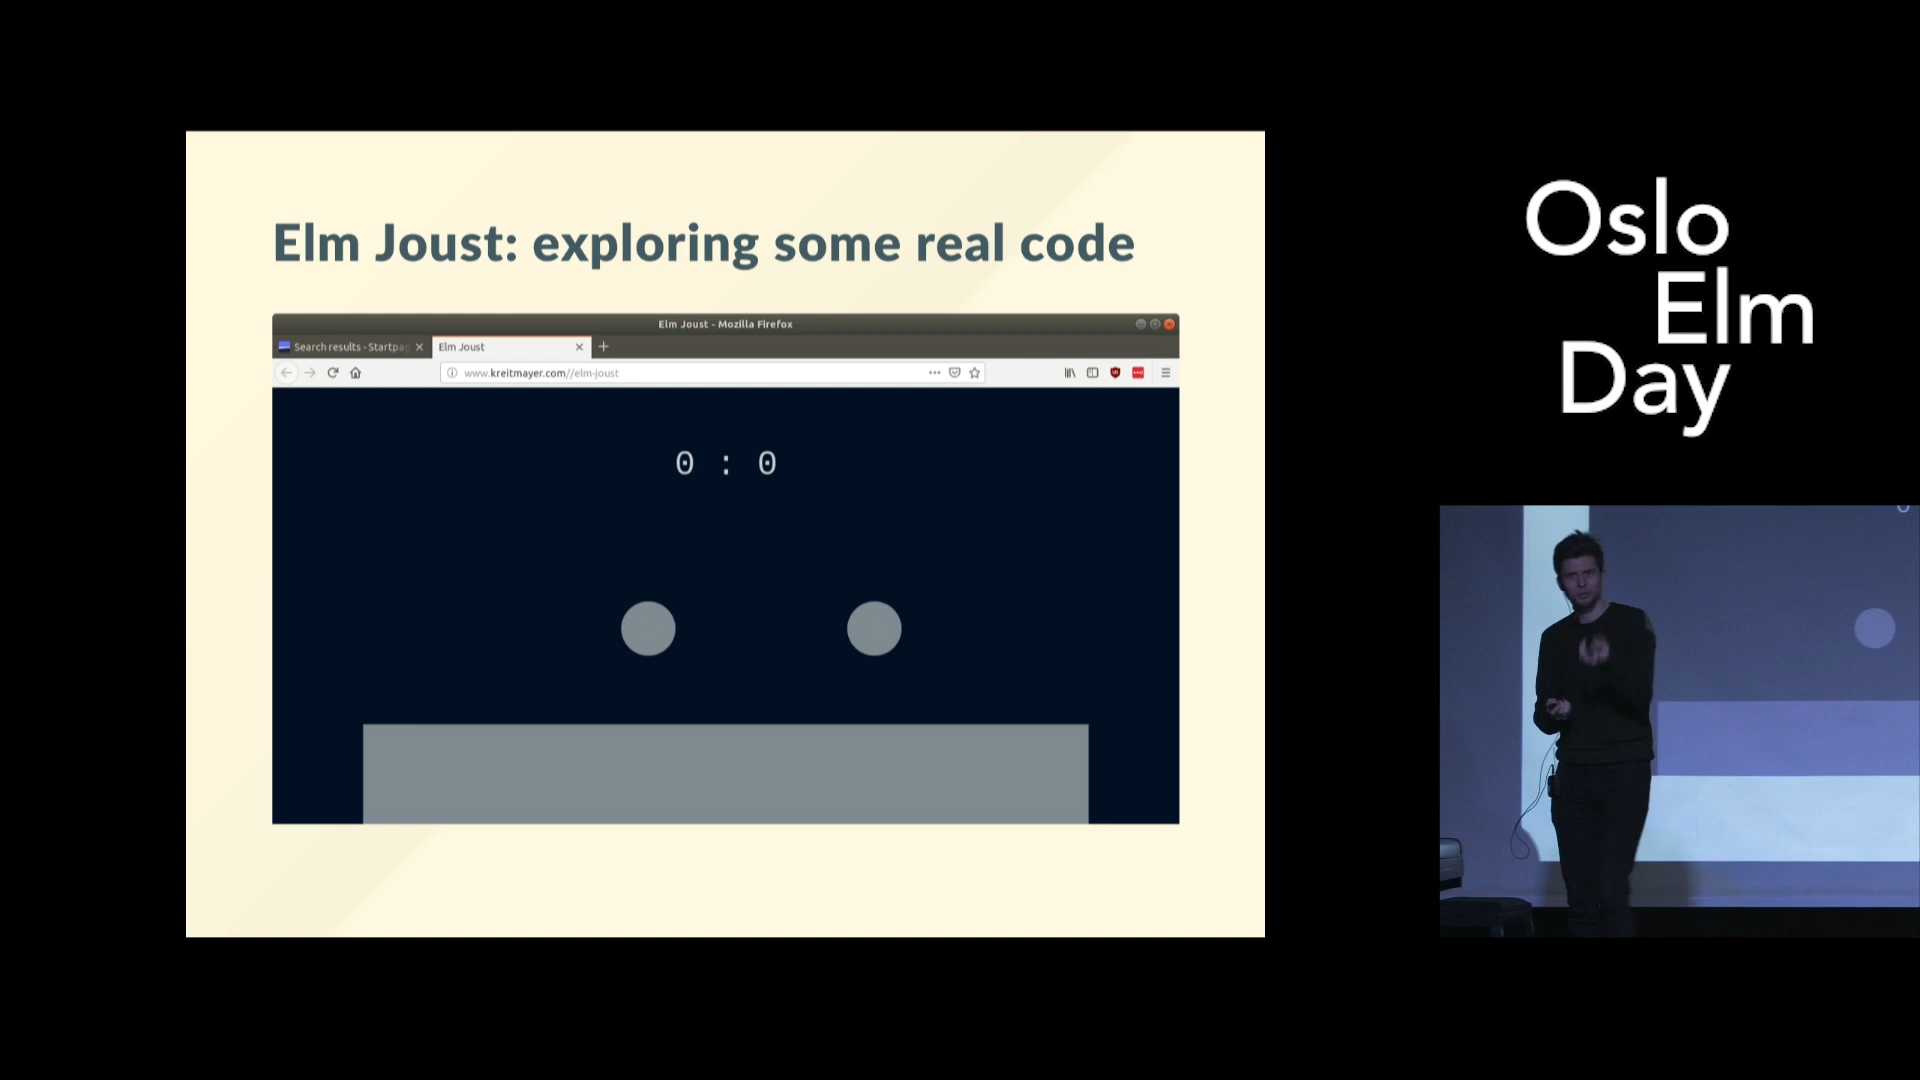 Elm Joust: exploring some real code
Elm Joust - Mozilla Firefox
Search results - Startpa
Elm Joust
www.kreitmayer.com//elm-joust
0 : 0
Oslo
Elm
Day